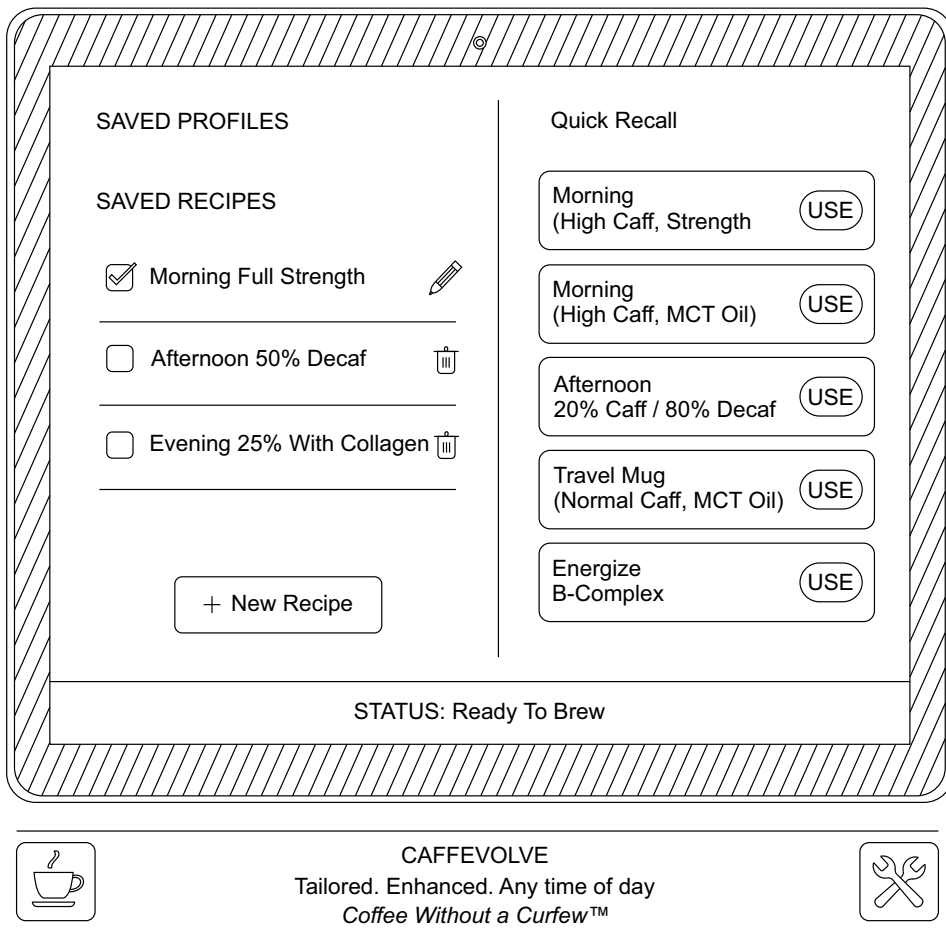 SAVED PROFILES
SAVED RECIPES
Morning Full Strength
Afternoon 50% Decaf
Evening 25% With Collagen
+ New Recipe
Quick Recall
Morning
(High Caff, Strength
USE
Morning
(High Caff, MCT Oil)
USE
Afternoon
20% Caff / 80% Decaf
USE
Travel Mug
(Normal Caff, MCT Oil)
USE
Energize
B-Complex
USE
STATUS: Ready To Brew
CAFFEVOLVE
Tailored. Enhanced. Any time of day
Coffee Without a Curfew™